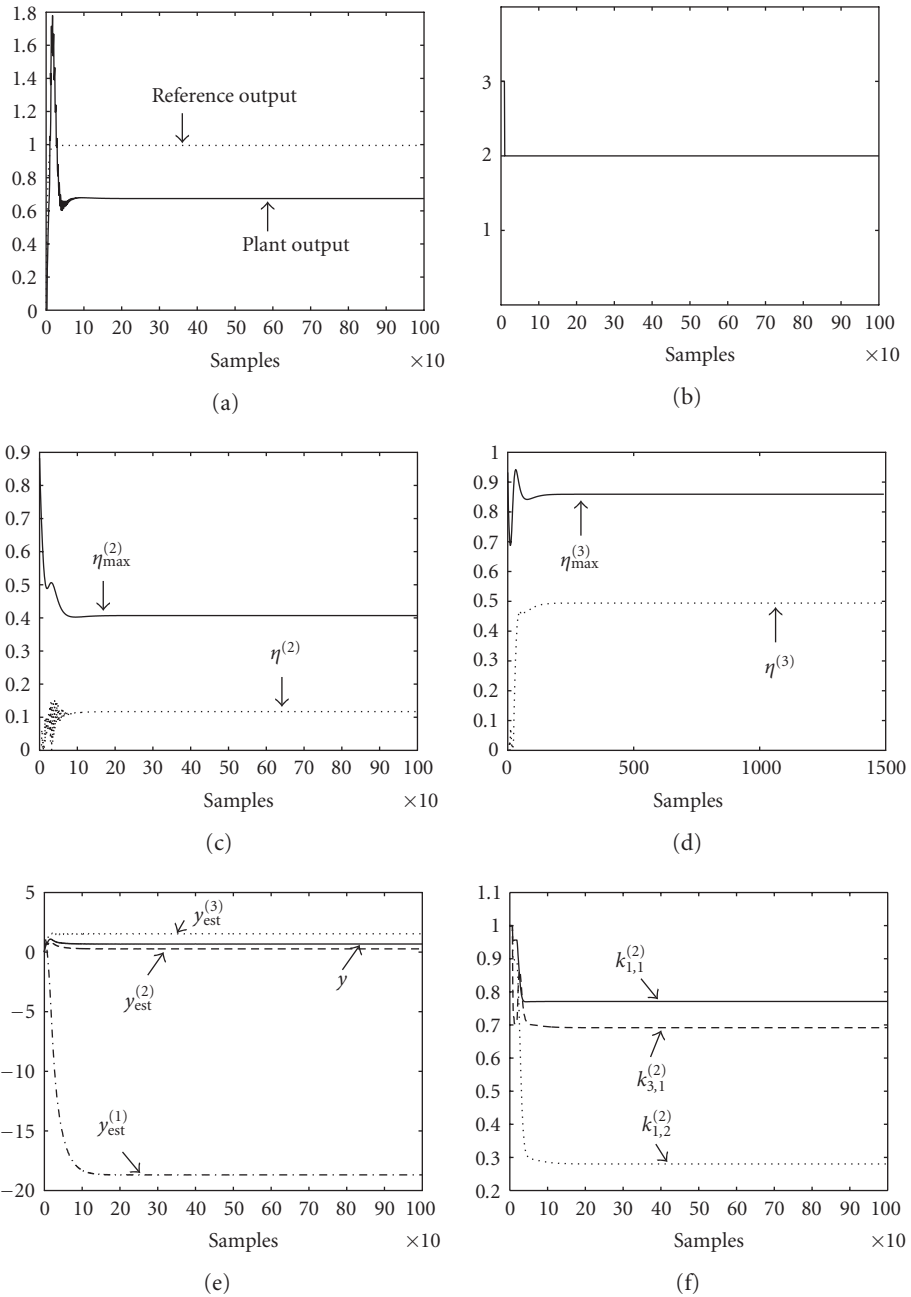 1.8
1.6
1.4
1.2
1
0.8
0.6
0.4
0.2
0
Reference output
Plant output
0 10 20 30 40 50 60 70 80 90 100
Samples ×10
(a)
3
2
1
0 10 20 30 40 50 60 70 80 90 100
Samples ×10
(b)
0.9
0.8
0.7
0.6
0.5
0.4
0.3
0.2
0.1
0
η(2)max
η(2)
0 10 20 30 40 50 60 70 80 90 100
Samples ×10
(c)
1
0.9
0.8
0.7
0.6
0.5
0.4
0.3
0.2
0.1
0
η(3)max
η(3)
0 500 1000 1500
Samples
(d)
5
0
−5
−10
−15
−20
y(3)est
y
y(2)est
y(1)est
0 10 20 30 40 50 60 70 80 90 100
Samples ×10
(e)
1.1
1
0.9
0.8
0.7
0.6
0.5
0.4
0.3
0.2
k(2)1,1
k(2)3,1
k(2)1,2
0 10 20 30 40 50 60 70 80 90 100
Samples ×10
(f)